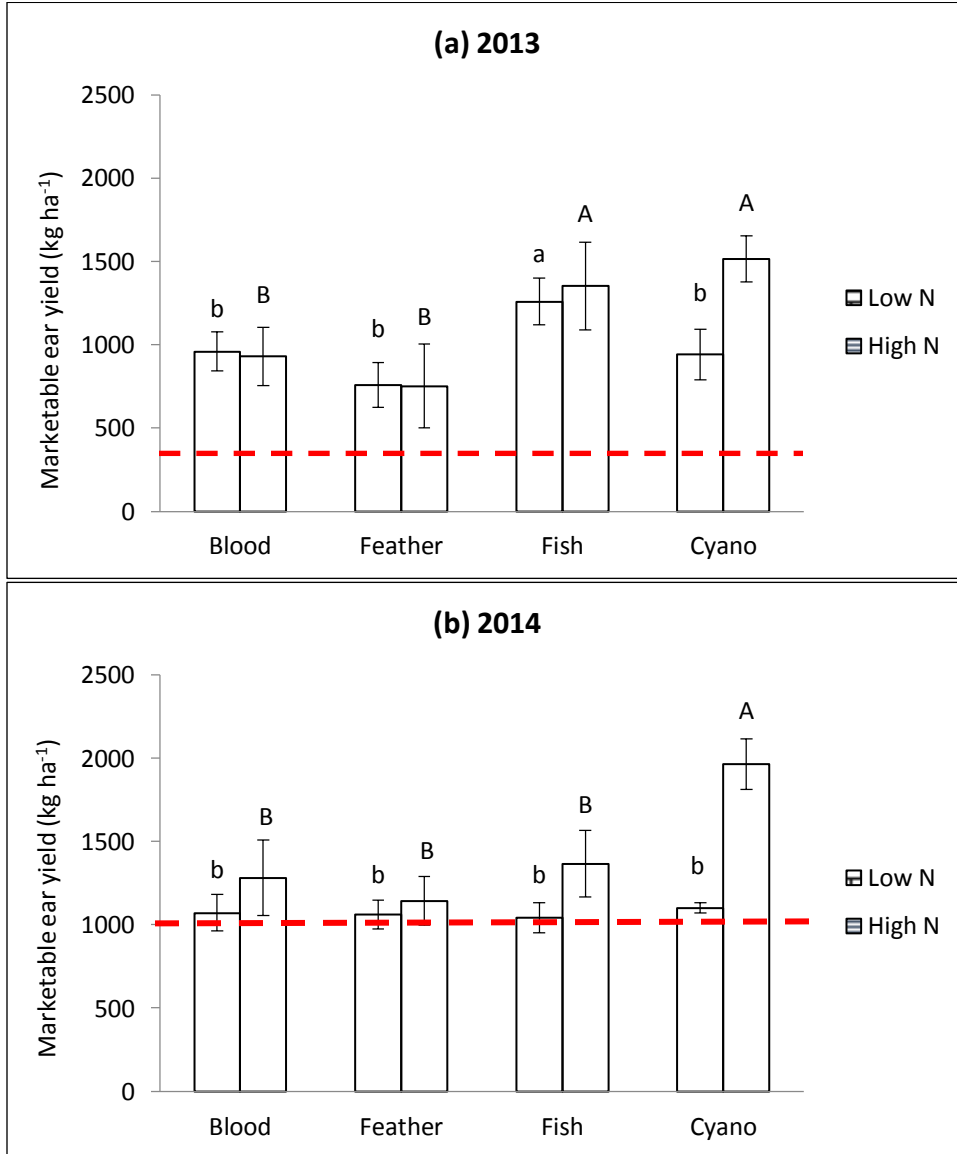 (a) 2013
Marketable ear yield (kg ha-1)
2500
2000
1500
1000
500
0
b B b B a A b A
Blood Feather Fish Cyano
Low N
High N
(b) 2014
Marketable ear yield (kg ha-1)
2500
2000
1500
1000
500
0
b B b B b B b A
Blood Feather Fish Cyano
Low N
High N